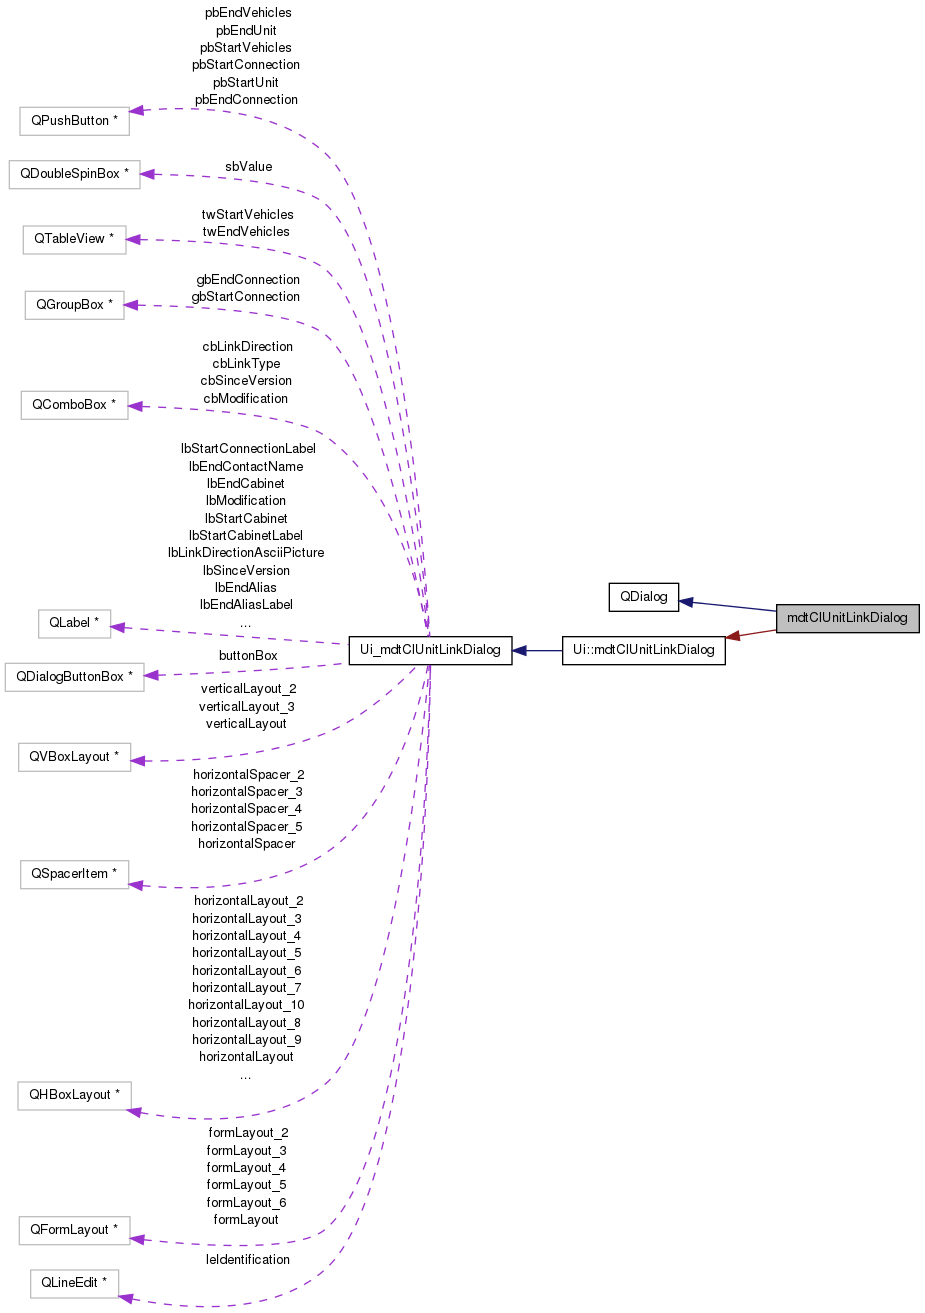 pbEndVehicles
pbEndUnit
pbStartVehicles
pbStartConnection
pbStartUnit
pbEndConnection
QPushButton *
sbValue
QDoubleSpinBox *
twStartVehicles
twEndVehicles
QTableView *
gbEndConnection
gbStartConnection
QGroupBox *
cbLinkDirection
cbLinkType
cbSinceVersion
cbModification
QComboBox *
lbStartConnectionLabel
lbEndContactName
lbEndCabinet
lbModification
lbStartCabinet
lbStartCabinetLabel
lbLinkDirectionAsciiPicture
lbSinceVersion
lbEndAlias
lbEndAliasLabel
...
QLabel *
QDialog
mdtClUnitLinkDialog
Ui_mdtClUnitLinkDialog
Ui::mdtClUnitLinkDialog
buttonBox
QDialogButtonBox *
verticalLayout_2
verticalLayout_3
verticalLayout
QVBoxLayout *
horizontalSpacer_2
horizontalSpacer_3
horizontalSpacer_4
horizontalSpacer_5
horizontalSpacer
QSpacerItem *
horizontalLayout_2
horizontalLayout_3
horizontalLayout_4
horizontalLayout_5
horizontalLayout_6
horizontalLayout_7
horizontalLayout_10
horizontalLayout_8
horizontalLayout_9
horizontalLayout
...
QHBoxLayout *
formLayout_2
formLayout_3
formLayout_4
formLayout_5
formLayout_6
formLayout
QFormLayout *
leIdentification
QLineEdit *